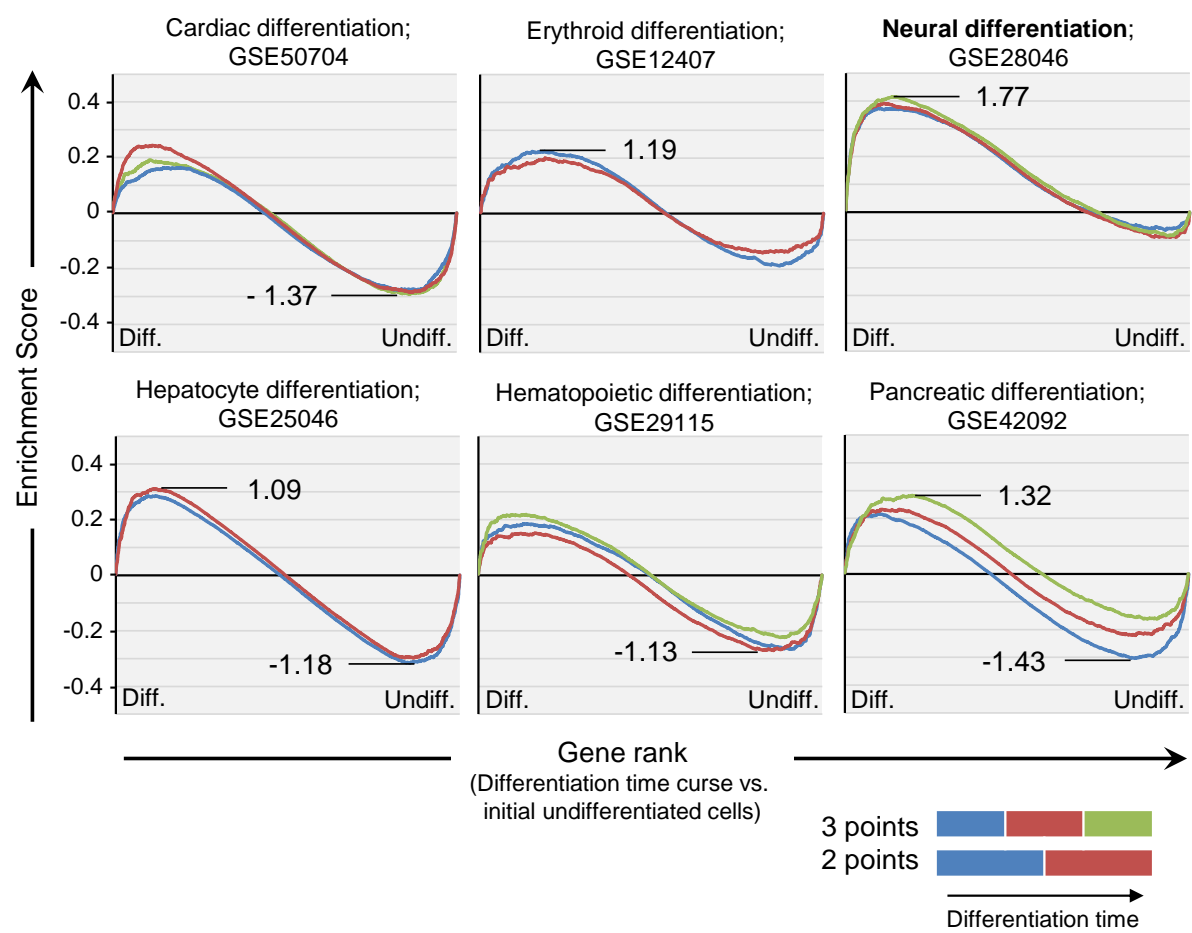 Cardiac differentiation;
GSE50704
Erythroid differentiation;
GSE12407
Neural differentiation;
GSE28046
Enrichment Score
0.4
0.2
0
-0.2
-0.4
- 1.37
Diff.
Undiff.
1.19
Diff.
Undiff.
1.77
Diff.
Undiff.
Hepatocyte differentiation;
GSE25046
Hematopoietic differentiation;
GSE29115
Pancreatic differentiation;
GSE42092
0.4
0.2
0
-0.2
-0.4
1.09
-1.18
Diff.
Undiff.
-1.13
1.32
-1.43
Diff.
Undiff.
Gene rank
(Differentiation time curse vs.
initial undifferentiated cells)
3 points
2 points
Differentiation time